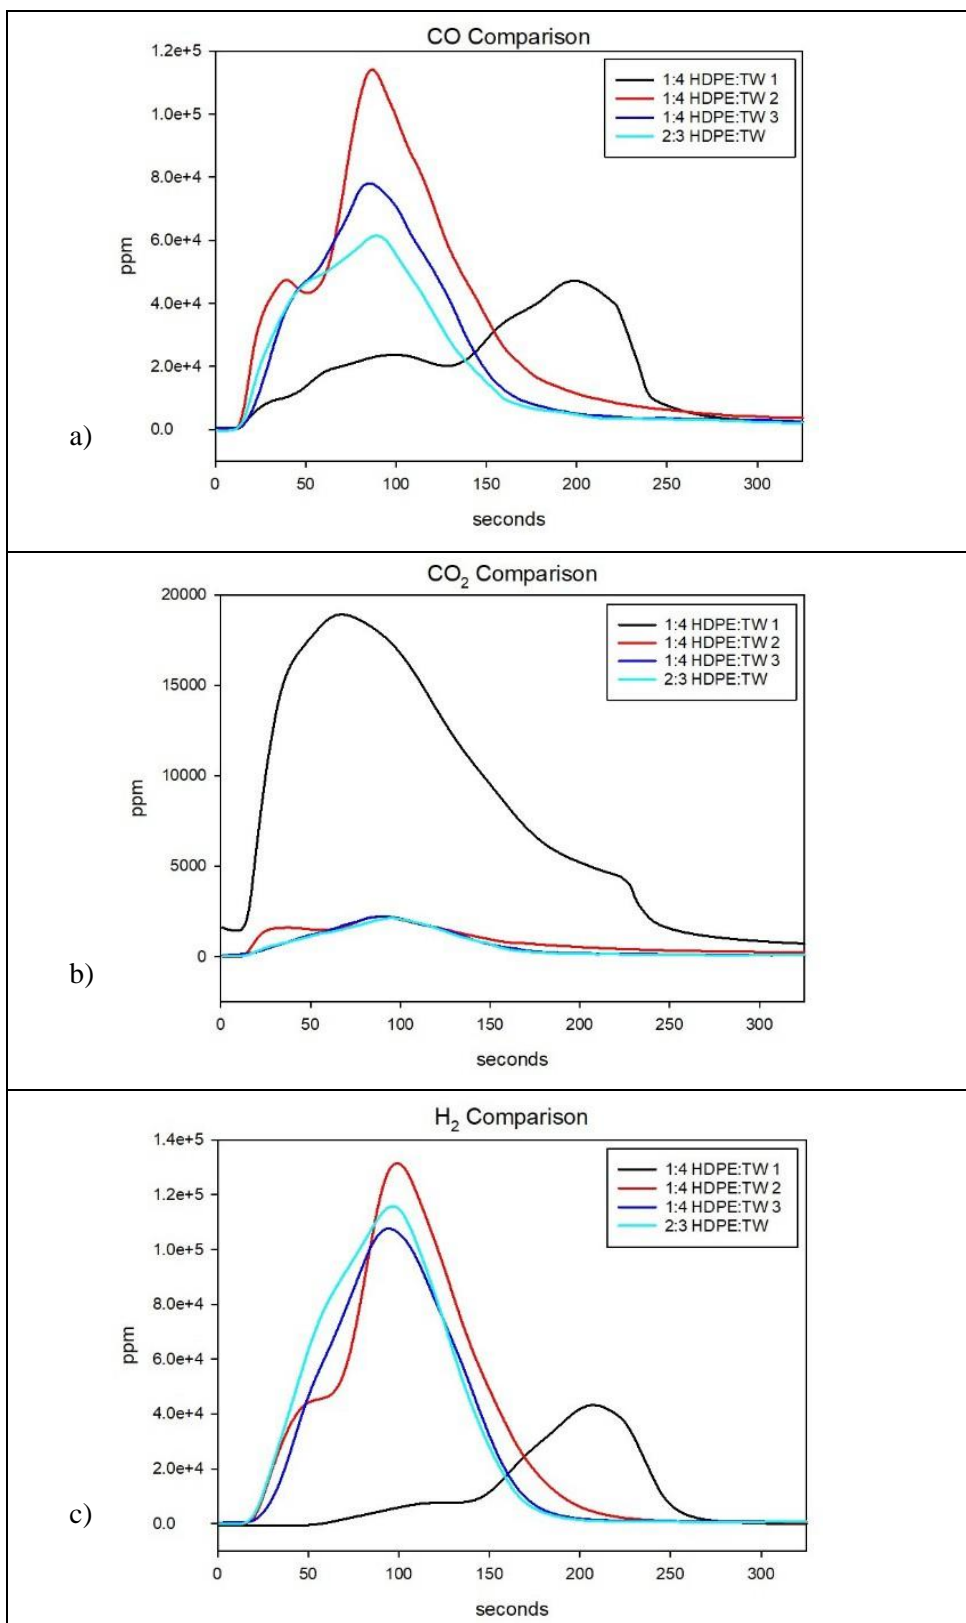 CO Comparison
1.2e+5
1.0e+5
8.0e+4
6.0e+4
4.0e+4
2.0e+4
0.0
ppm
1:4 HDPE:TW 1
1:4 HDPE:TW 2
1:4 HDPE:TW 3
2:3 HDPE:TW
a)
0 50 100 150 200 250 300
seconds
CO₂ Comparison
20000
15000
10000
5000
0
ppm
1:4 HDPE:TW 1
1:4 HDPE:TW 2
1:4 HDPE:TW 3
2:3 HDPE:TW
b)
0 50 100 150 200 250 300
seconds
H₂ Comparison
1.4e+5
1.2e+5
1.0e+5
8.0e+4
6.0e+4
4.0e+4
2.0e+4
0.0
ppm
1:4 HDPE:TW 1
1:4 HDPE:TW 2
1:4 HDPE:TW 3
2:3 HDPE:TW
c)
0 50 100 150 200 250 300
seconds